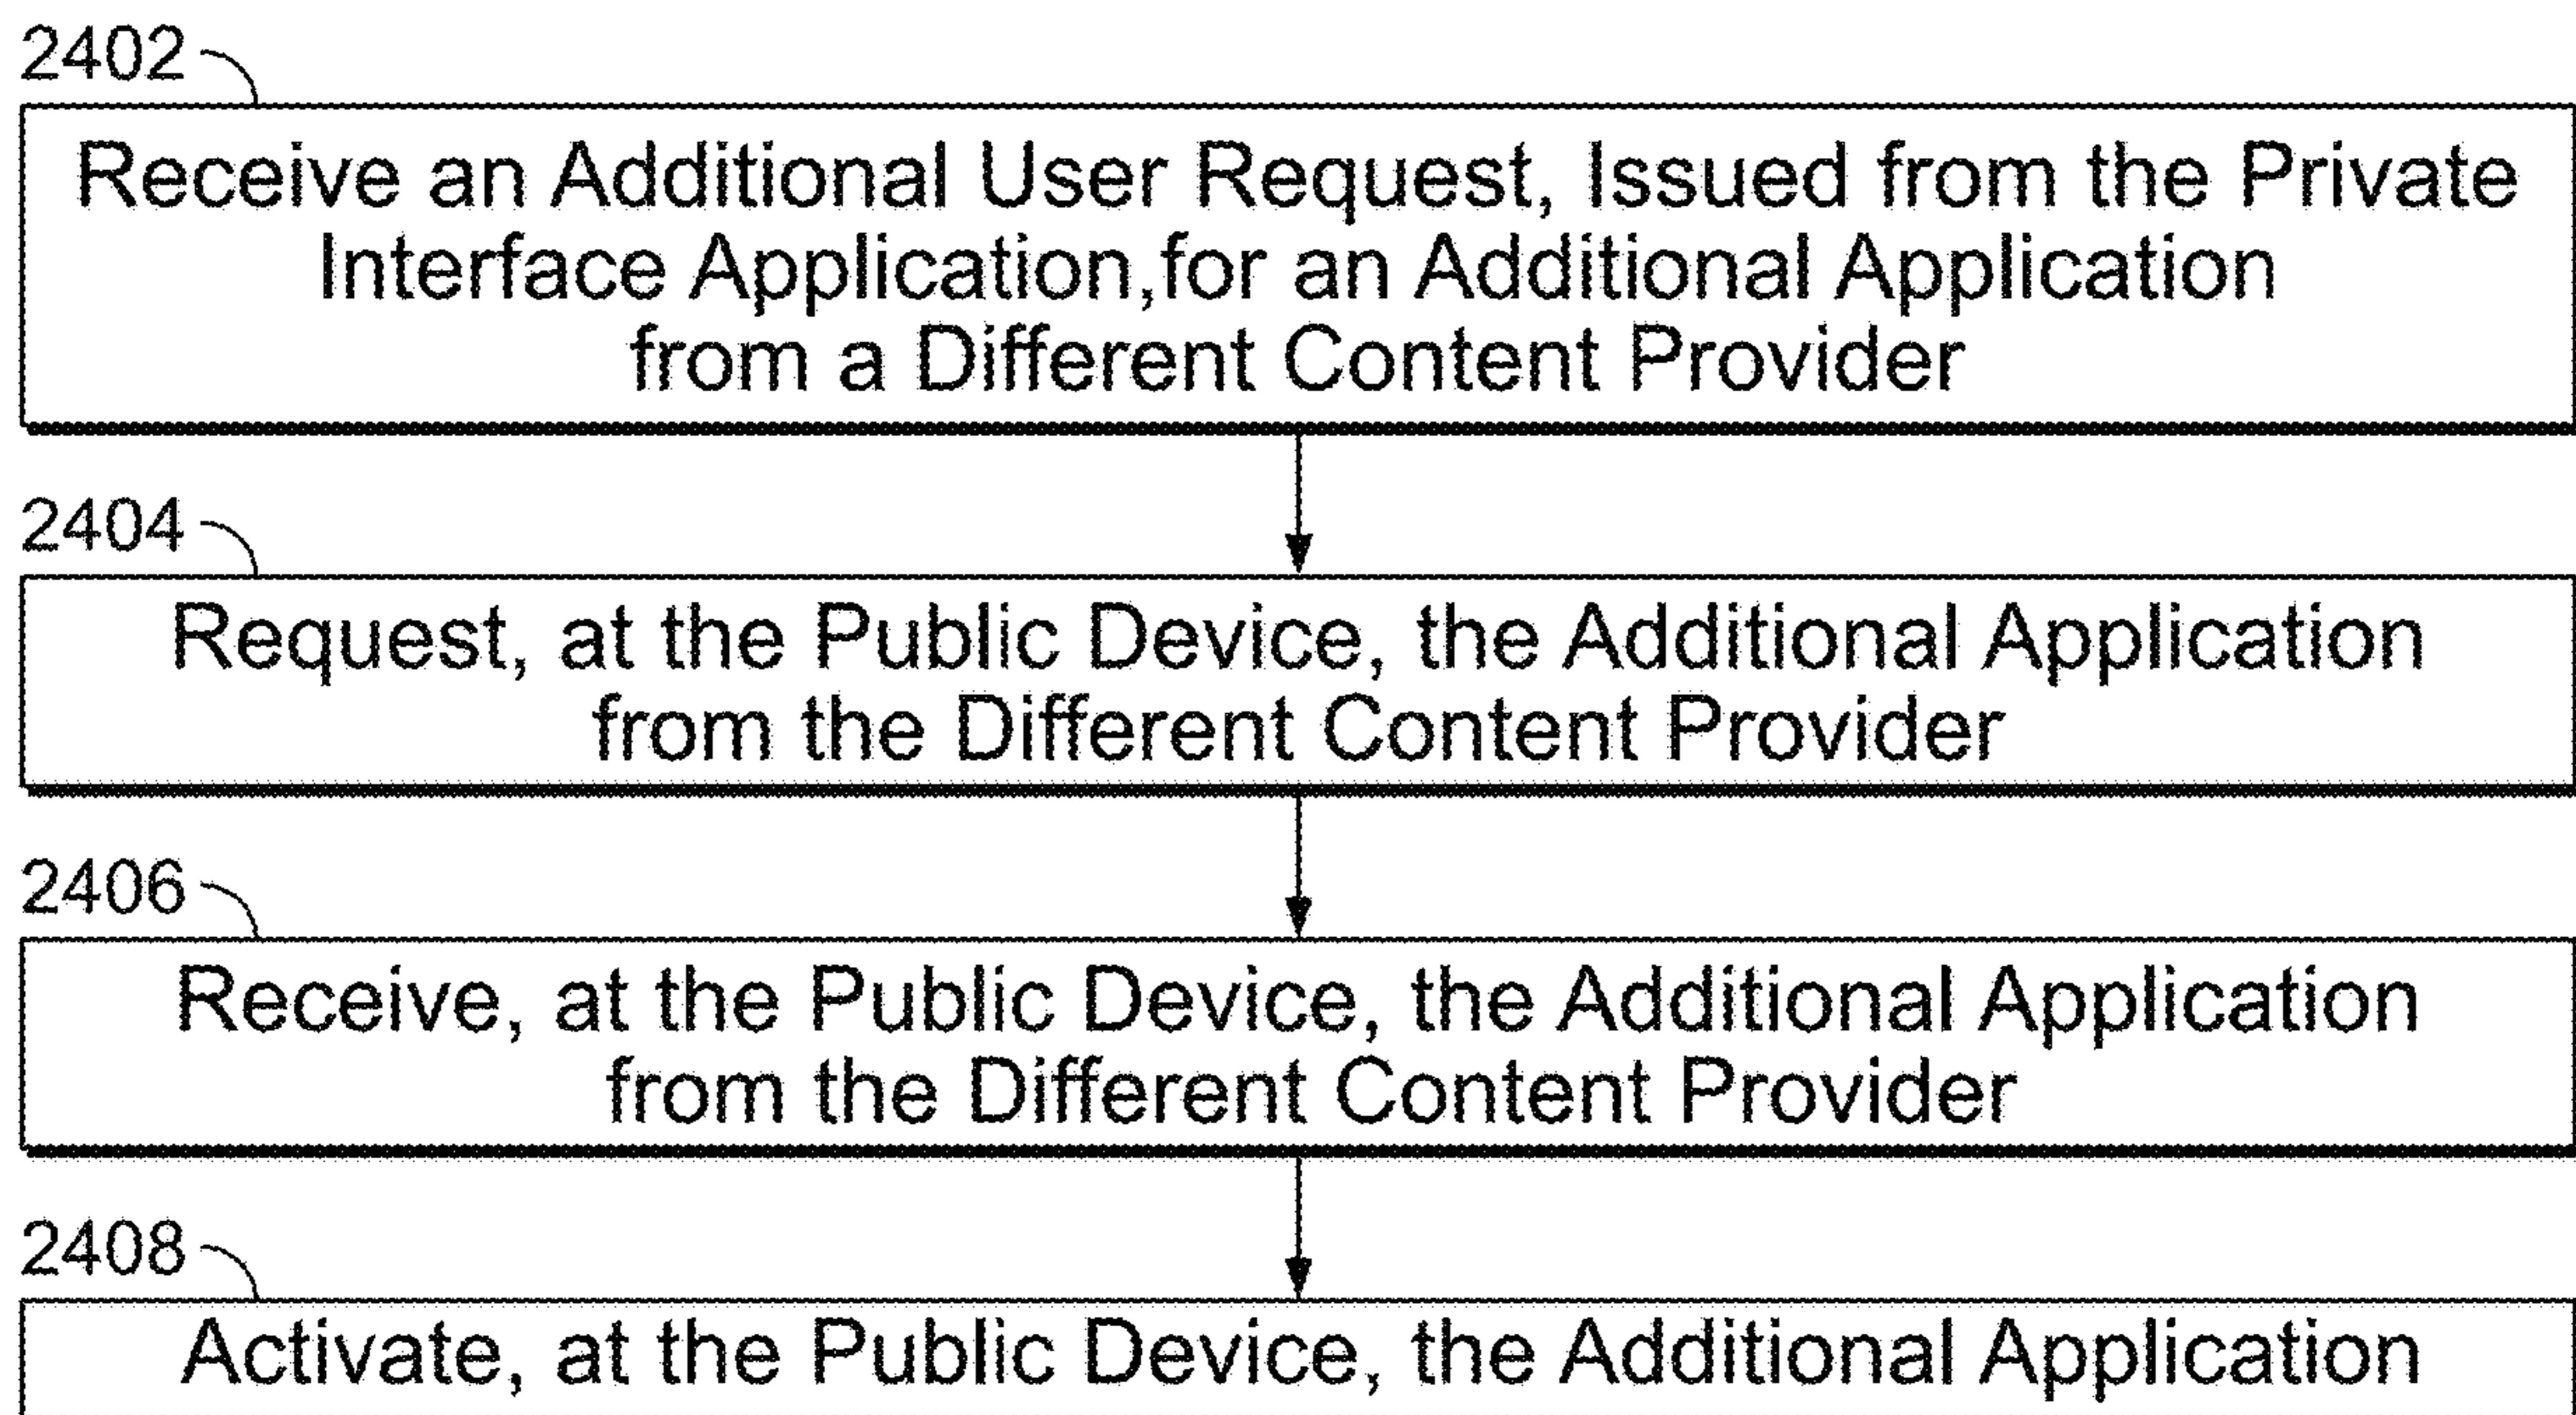 2402
Receive an Additional User Request, Issued from the Private
Interface Application,for an Additional Application
from a Different Content Provider
2404
Request, at the Public Device, the Additional Application
from the Different Content Provider
2406
Receive, at the Public Device, the Additional Application
from the Different Content Provider
2408
Activate, at the Public Device, the Additional Application